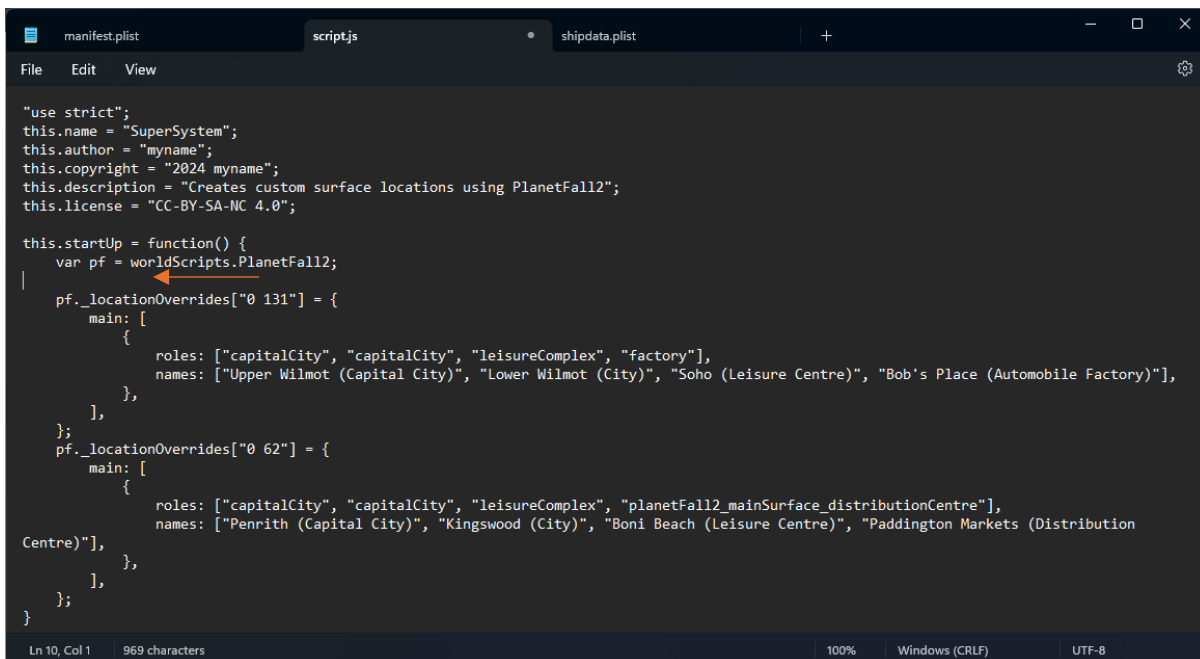 manifest.plist script.js shipdata.plist
File Edit View
"use strict";
this.name = "SuperSystem";
this.author = "myname";
this.copyright = "2024 myname";
this.description = "Creates custom surface locations using PlanetFall2";
this.license = "CC-BY-SA-NC 4.0";
this.startUp = function() {
    var pf = worldScripts.PlanetFall2;
    pf._locationOverrides["0 131"] = {
        main: [
            {
                roles: ["capitalCity", "capitalCity", "leisureComplex", "factory"],
                names: ["Upper Wilmot (Capital City)", "Lower Wilmot (City)", "Soho (Leisure Centre)", "Bob's Place (Automobile Factory)"],
            },
        ],
    };
    pf._locationOverrides["0 62"] = {
        main: [
            {
                roles: ["capitalCity", "capitalCity", "leisureComplex", "planetFall2_mainSurface_distributionCentre"],
                names: ["Penrith (Capital City)", "Kingswood (City)", "Boni Beach (Leisure Centre)", "Paddington Markets (Distribution
Centre)"],
            },
        ],
    };
}
Ln 10, Col 1 969 characters 100% Windows (CRLF) UTF-8